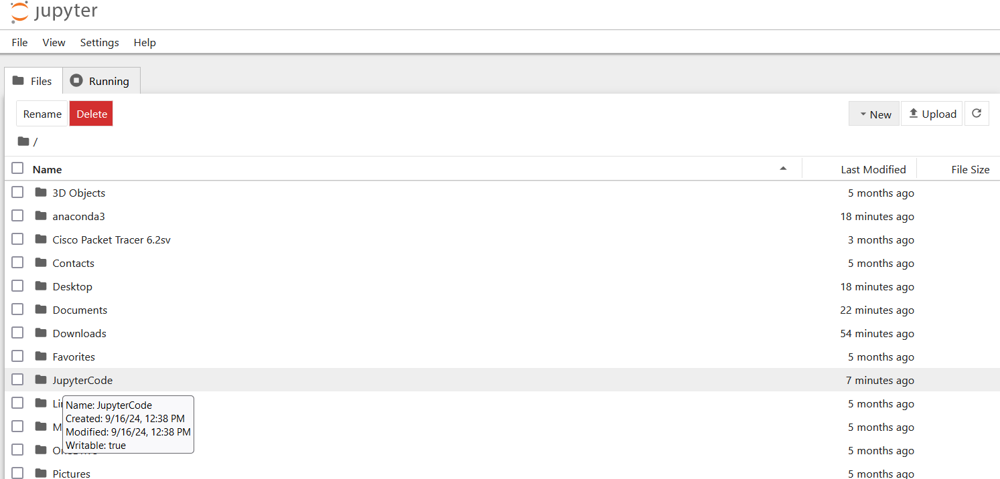 jupyter
File View Settings Help
Files Running
Rename Delete New Upload
/
Name Last Modified File Size
3D Objects 5 months ago
anaconda3 18 minutes ago
Cisco Packet Tracer 6.2sv 3 months ago
Contacts 5 months ago
Desktop 18 minutes ago
Documents 22 minutes ago
Downloads 54 minutes ago
Favorites 5 months ago
JupyterCode 7 minutes ago
Name: JupyterCode
Created: 9/16/24, 12:38 PM
Modified: 9/16/24, 12:38 PM
Writable: true
5 months ago
5 months ago
5 months ago
Pictures 5 months ago